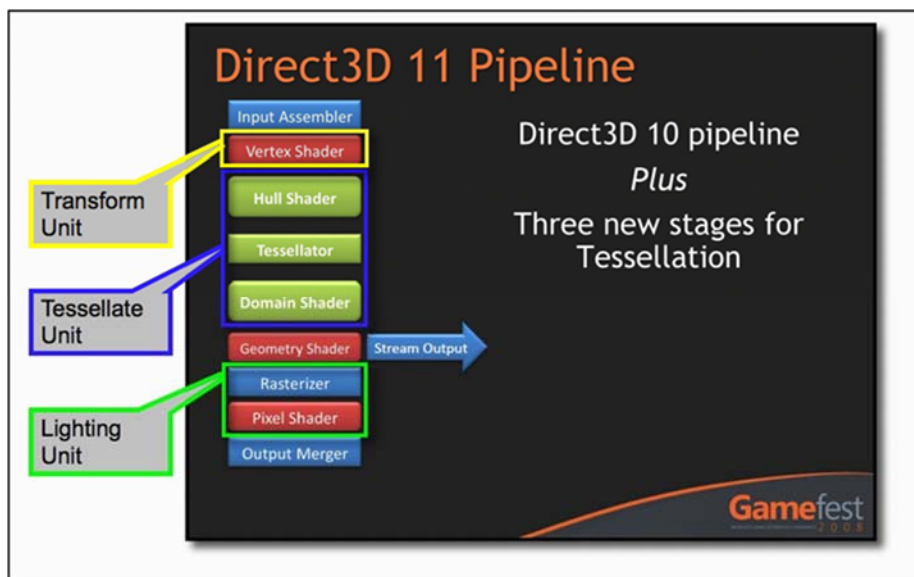 Direct3D 11 Pipeline
Input Assembler
Vertex Shader
Hull Shader
Tessellator
Domain Shader
Geometry Shader
Stream Output
Rasterizer
Pixel Shader
Output Merger
Direct3D 10 pipeline
Plus
Three new stages for
Tessellation
Transform
Unit
Tessellate
Unit
Lighting
Unit
Gamefest
2008